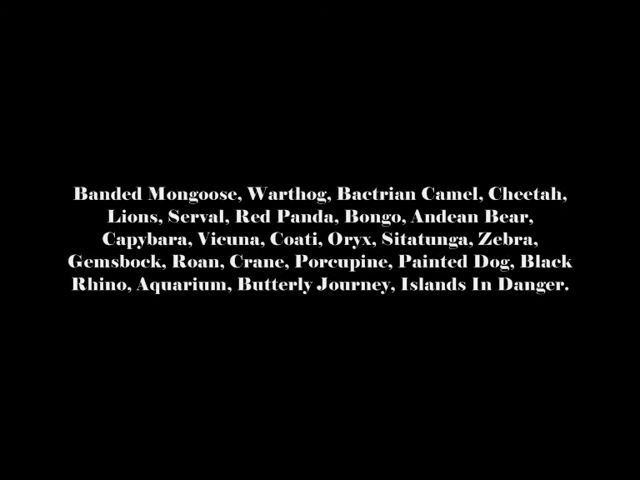 Banded Mongoose, Warthog, Bactrian Camel, Cheetah,
Lions, Serval, Red Panda, Bongo, Andean Bear,
Capybara, Vicuna, Coati, Oryx, Sitatunga, Zebra,
Gemsbock, Roan, Crane, Porcupine, Painted Dog, Black
Rhino, Aquarium, Butterly Journey, Islands In Danger.